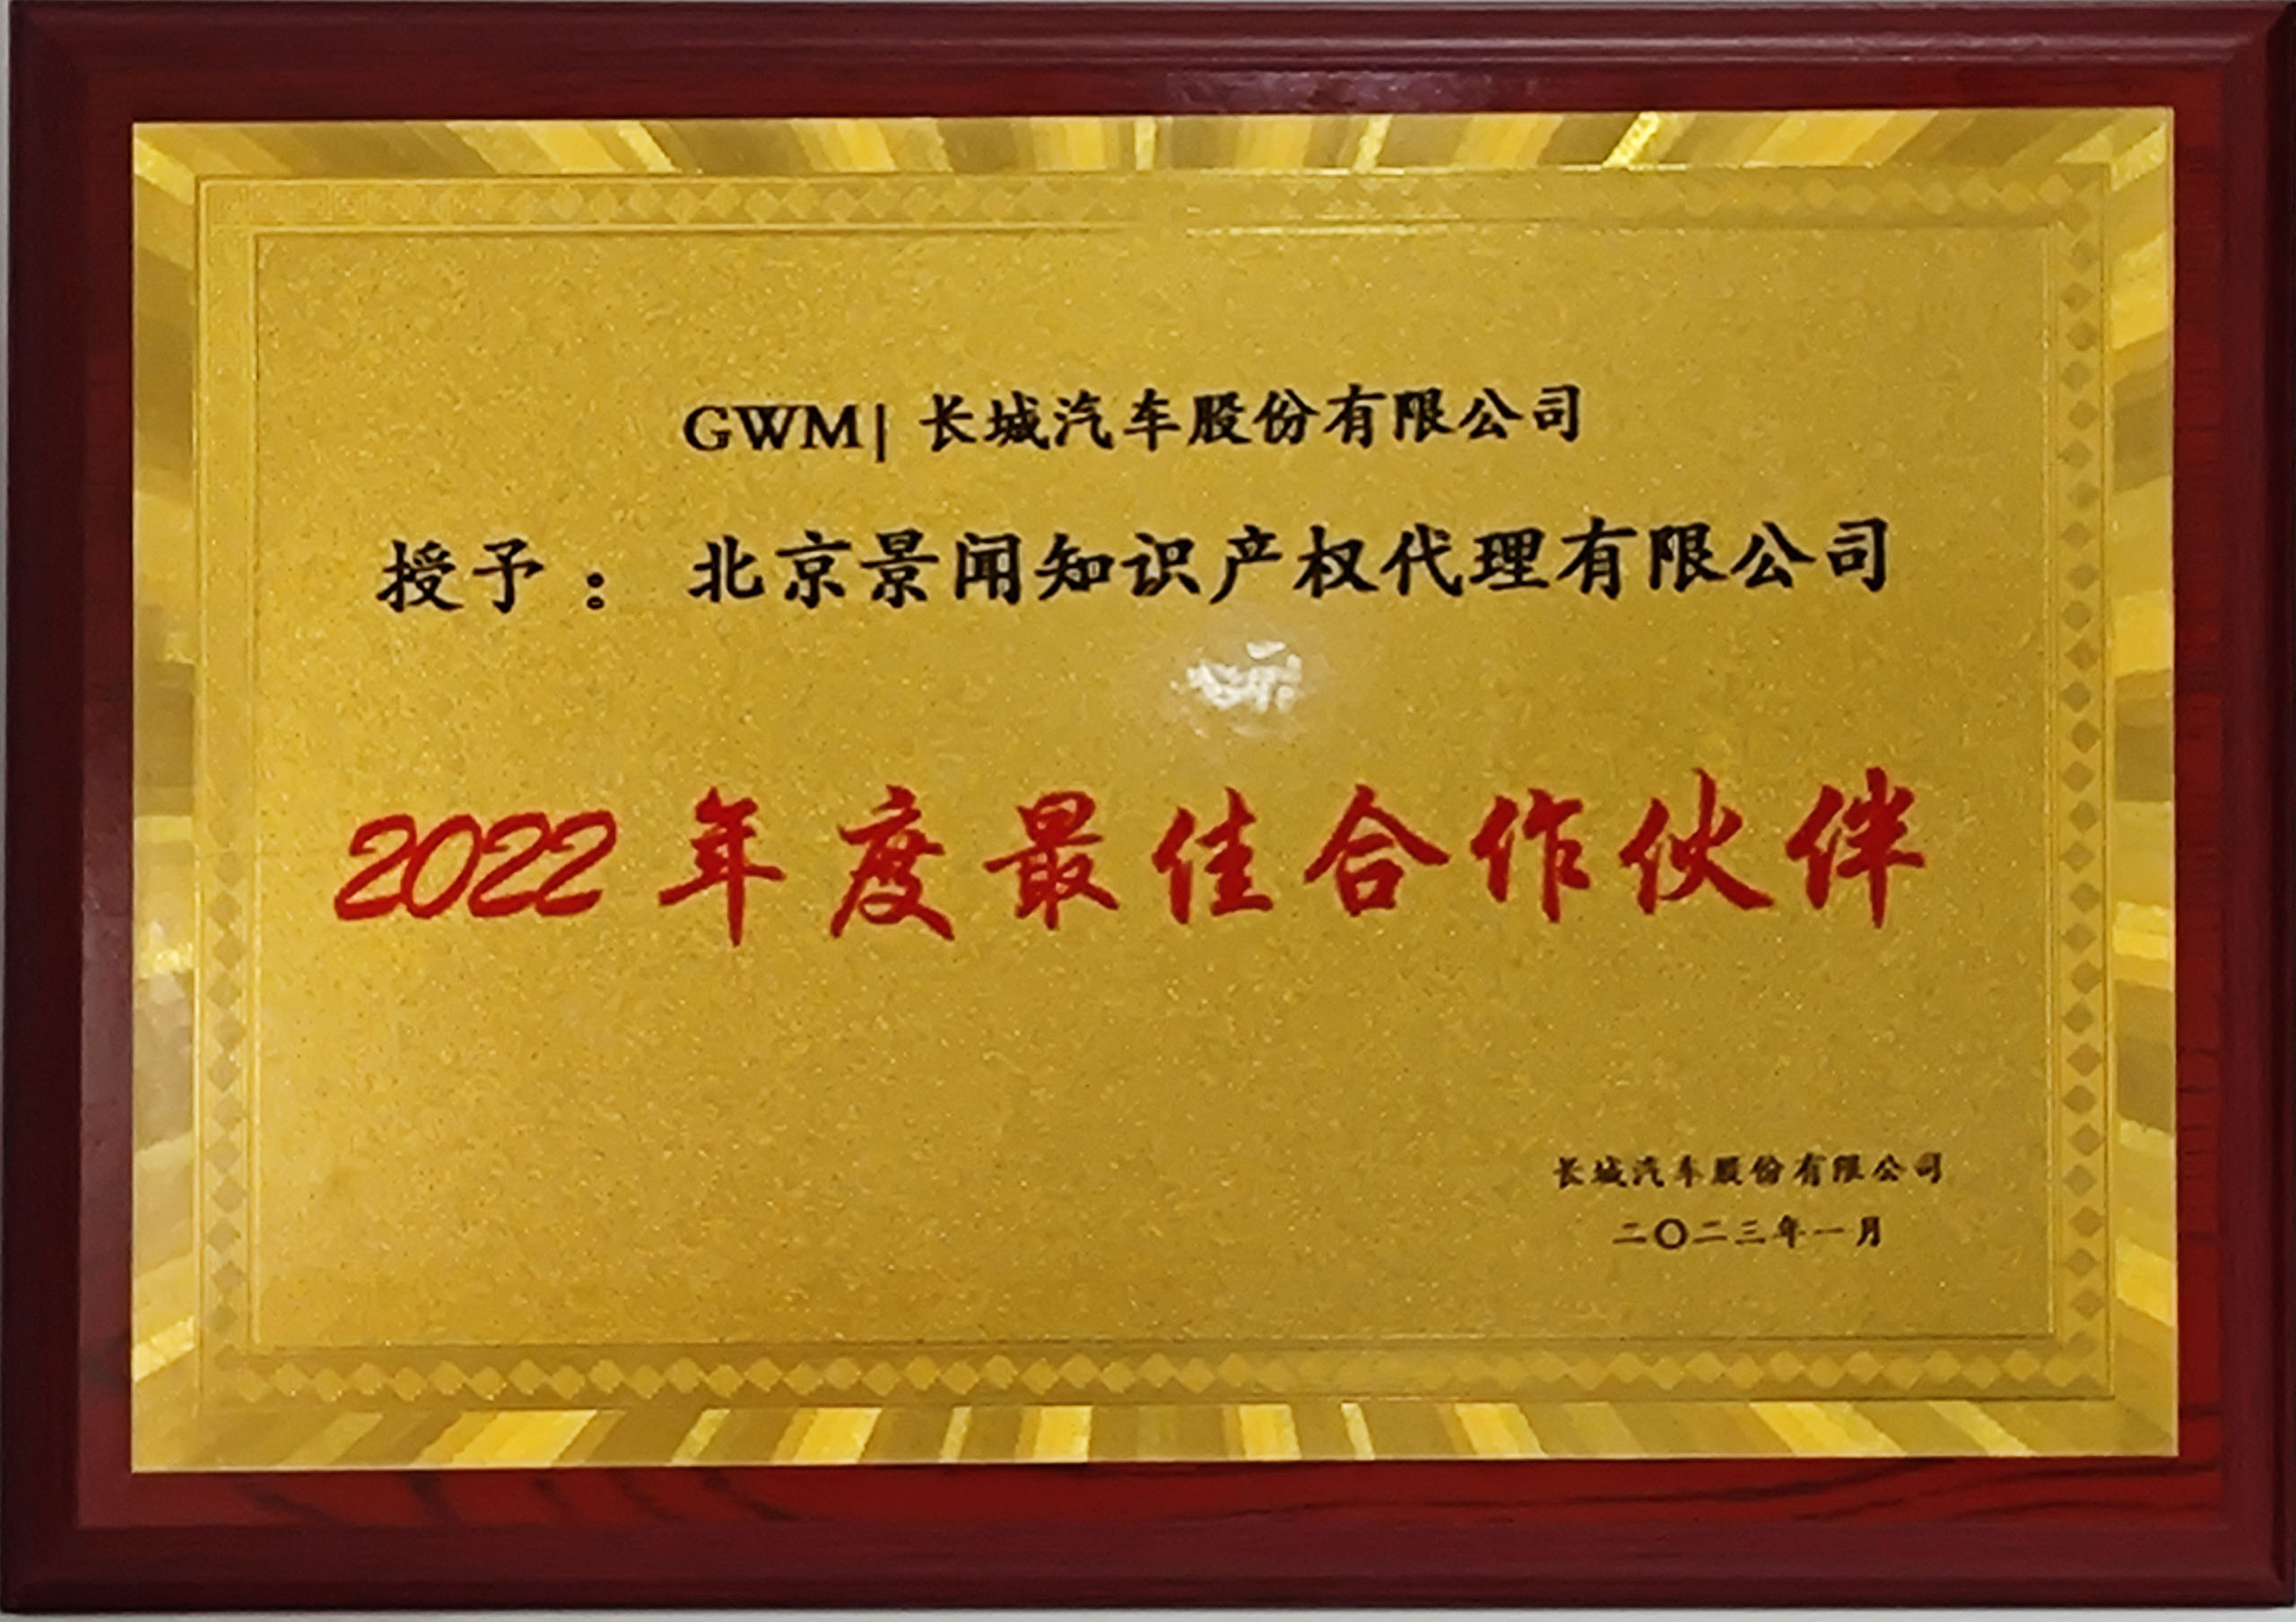 GWM| 长城汽车股份有限公司
授予： 北京景闻知识产权代理有限公司
2022年度最佳合作伙伴
长城汽车股份有限公司
二〇二三年一月